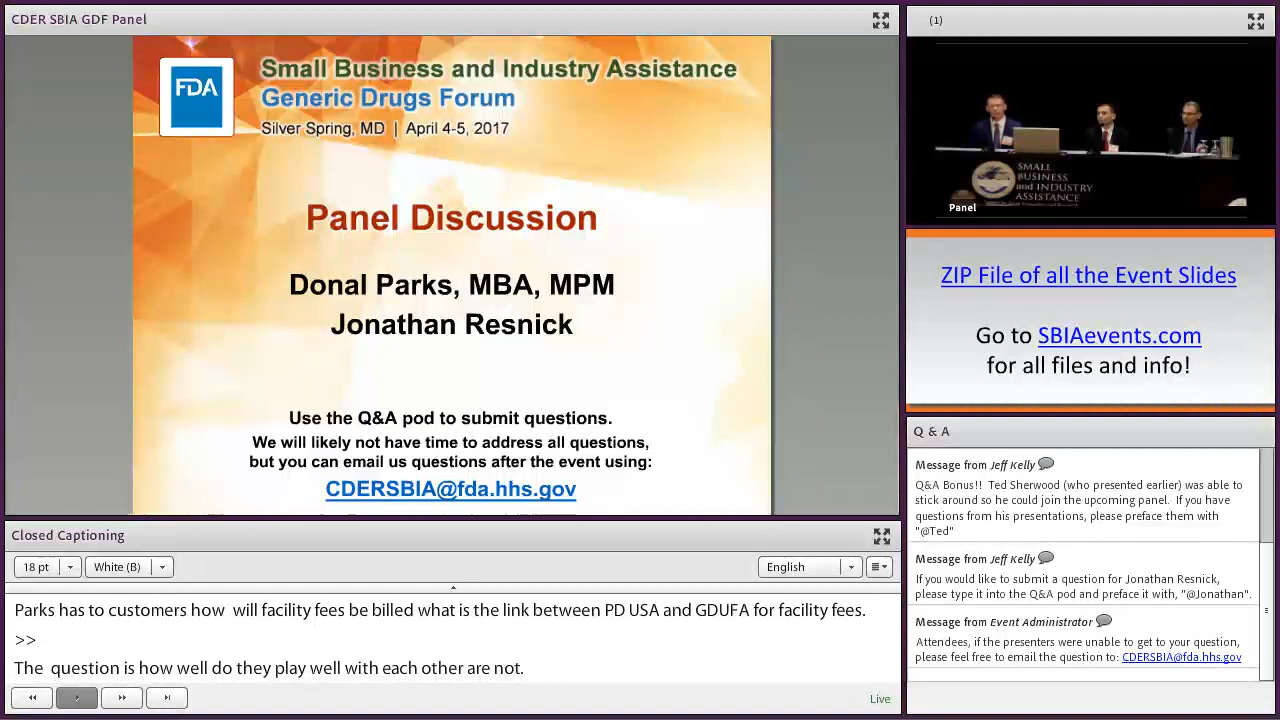 CDER SBIA GDF Panel
FDA
Small Business and Industry Assistance
Generic Drugs Forum
Silver Spring, MD | April 4-5, 2017
Panel Discussion
Donal Parks, MBA, MPM
Jonathan Resnick
Use the Q&A pod to submit questions.
We will likely not have time to address all questions,
but you can email us questions after the event using:
CDERSBIA@fda.hhs.gov
Closed Captioning
18 pt
White (B)
English
Parks has to customers how  will facility fees be billed what is the link between PD USA and GDUFA for facility fees.
>>
The  question is how well do they play well with each other are not.
Live
(1)
SMALL
BUSINESS
and INDUSTRY
ASSISTANCE
Panel
ZIP File of all the Event Slides
Go to SBIAevents.com
for all files and info!
Q & A
Message from Jeff Kelly
Q&A Bonus!!  Ted Sherwood (who presented earlier) was able to
stick around so he could join the upcoming panel.  If you have
questions from his presentations, please preface them with
"@Ted"
Message from Jeff Kelly
If you would like to submit a question for Jonathan Resnick,
please type it into the Q&A pod and preface it with, "@Jonathan".
Message from Event Administrator
Attendees, if the presenters were unable to get to your question,
please feel free to email the question to: CDERSBIA@fda.hhs.gov